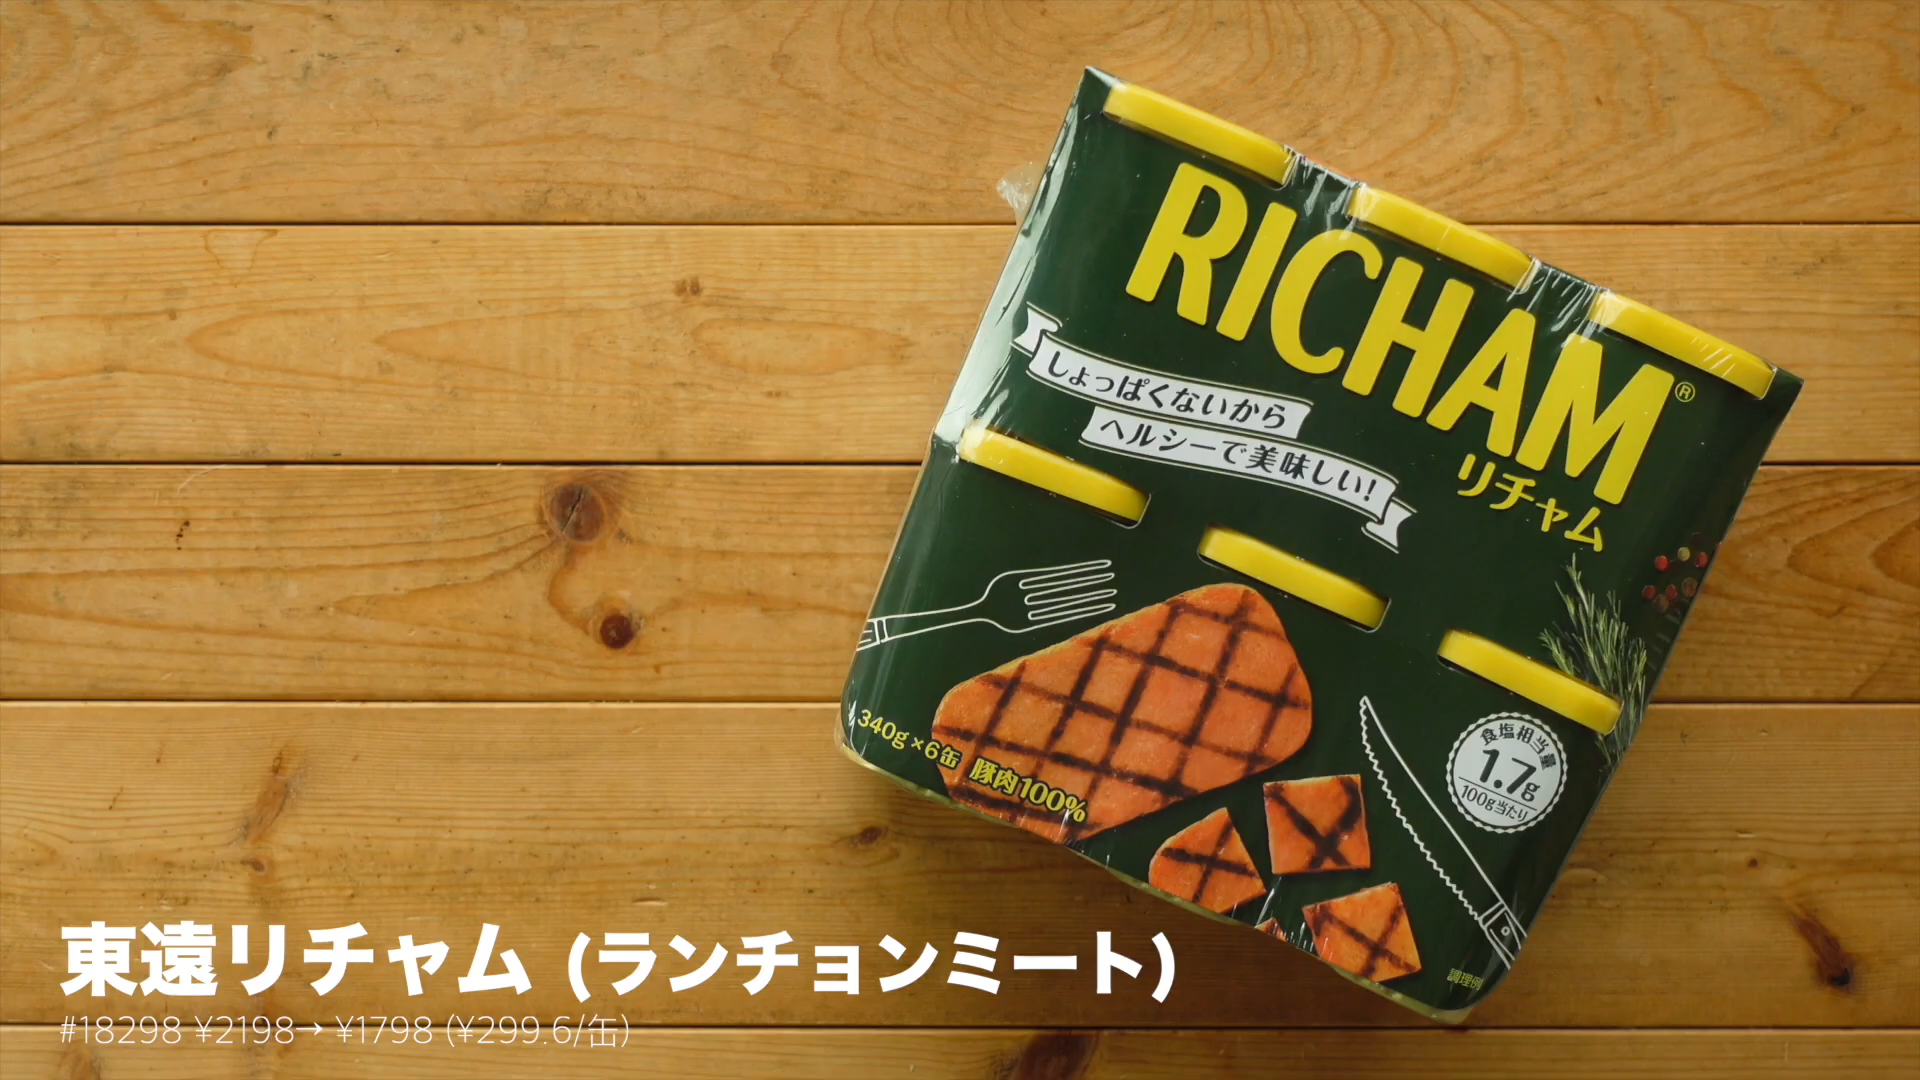 RICHAM®
リチャム
しょっぱくないから
ヘルシーで美味しい!
340g×6缶 豚肉100%
食塩相当量
1.7g
100g当たり
調理例
東遠リチャム (ランチョンミート)
#18298 ¥2198→ ¥1798 (¥299.6/缶)